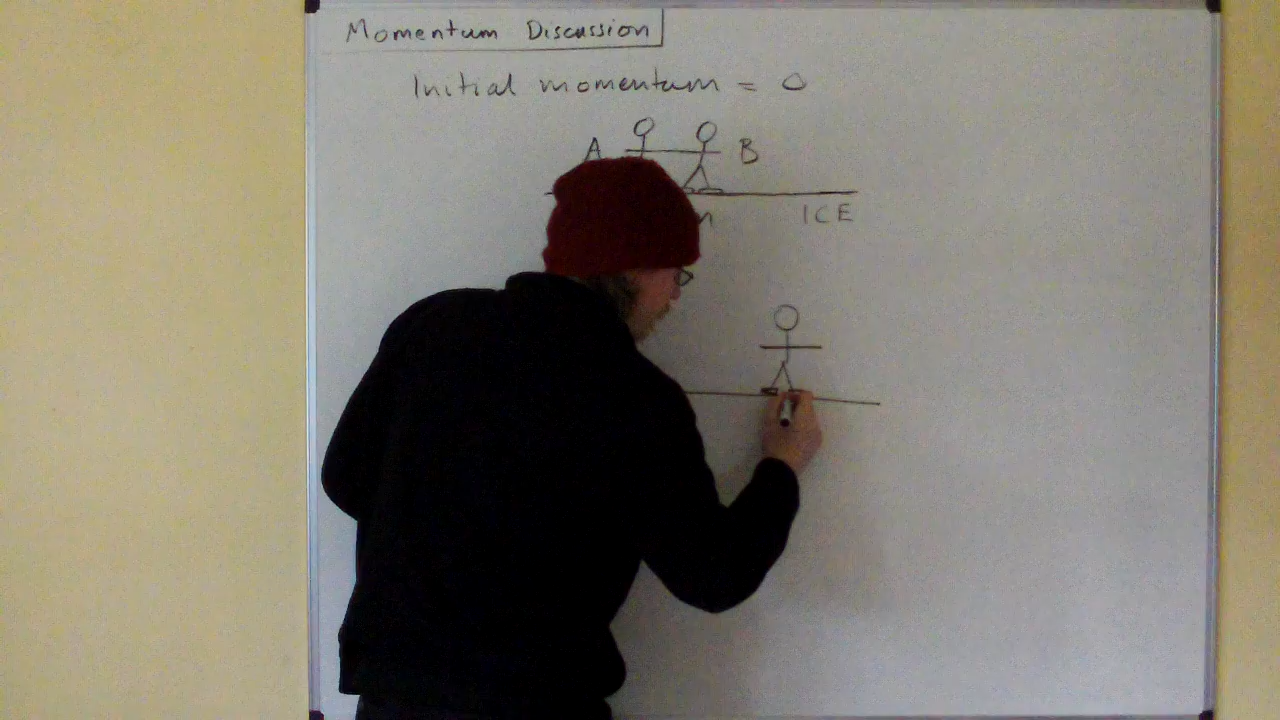 Momentum Discussion
Initial momentum = 0
A B
m ICE